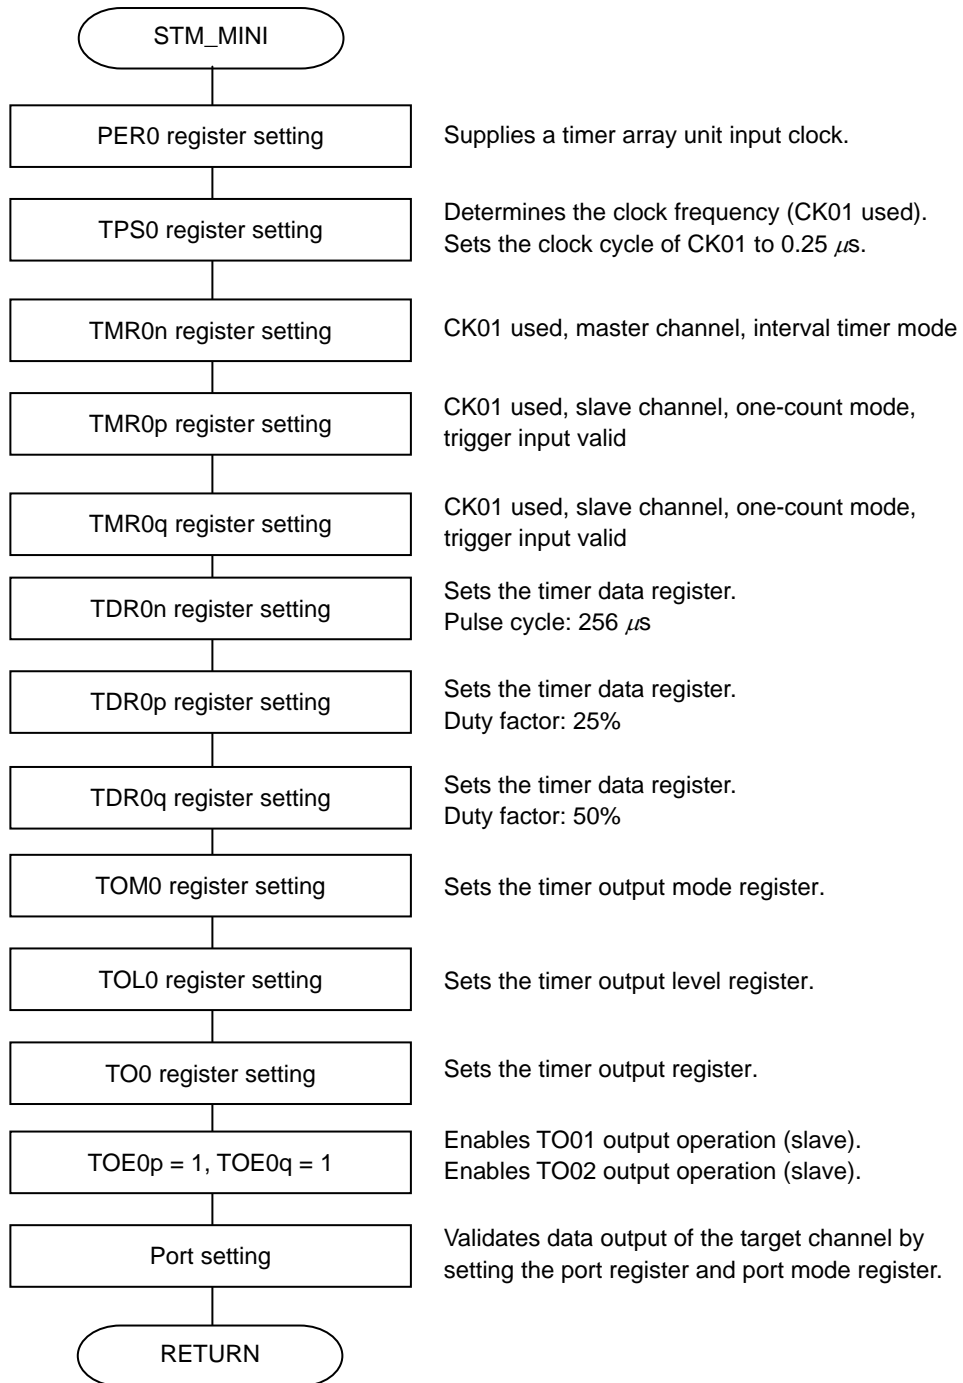 STM_MINI
PER0 register setting
Supplies a timer array unit input clock.
TPS0 register setting
Determines the clock frequency (CK01 used).
Sets the clock cycle of CK01 to 0.25 μs.
TMR0n register setting
CK01 used, master channel, interval timer mode
TMR0p register setting
CK01 used, slave channel, one-count mode,
trigger input valid
TMR0q register setting
CK01 used, slave channel, one-count mode,
trigger input valid
TDR0n register setting
Sets the timer data register.
Pulse cycle: 256 μs
TDR0p register setting
Sets the timer data register.
Duty factor: 25%
TDR0q register setting
Sets the timer data register.
Duty factor: 50%
TOM0 register setting
Sets the timer output mode register.
TOL0 register setting
Sets the timer output level register.
TO0 register setting
Sets the timer output register.
TOE0p = 1, TOE0q = 1
Enables TO01 output operation (slave).
Enables TO02 output operation (slave).
Port setting
Validates data output of the target channel by
setting the port register and port mode register.
RETURN